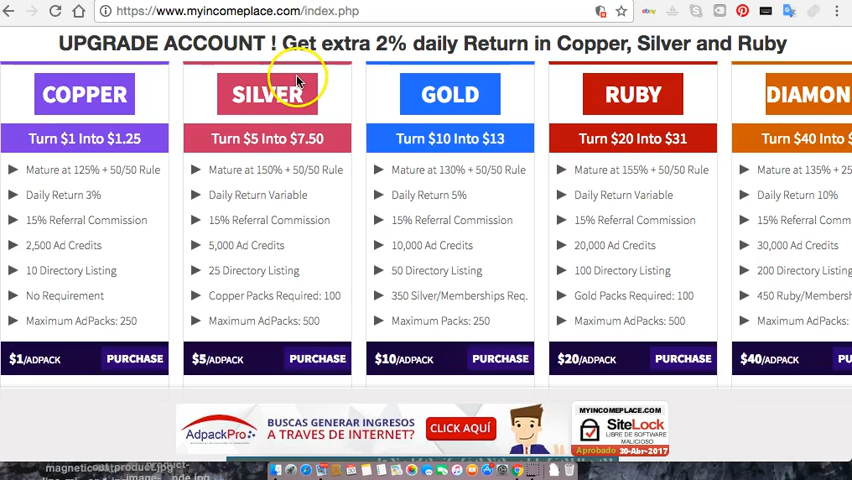 https://www.myincomeplace.com/index.php
UPGRADE ACCOUNT ! Get extra 2% daily Return in Copper, Silver and Ruby
COPPER
Turn $1 Into $1.25
Mature at 125% + 50/50 Rule
Daily Return 3%
15% Referral Commission
2,500 Ad Credits
10 Directory Listing
No Requirement
Maximum AdPacks: 250
$1/ADPACK
PURCHASE
SILVER
Turn $5 Into $7.50
Mature at 150% + 50/50 Rule
Daily Return Variable
15% Referral Commission
5,000 Ad Credits
25 Directory Listing
Copper Packs Required: 100
Maximum AdPacks: 500
$5/ADPACK
PURCHASE
GOLD
Turn $10 Into $13
Mature at 130% + 50/50 Rule
Daily Return 5%
15% Referral Commission
10,000 Ad Credits
50 Directory Listing
350 Silver/Memberships Req.
Maximum Packs: 250
$10/ADPACK
PURCHASE
RUBY
Turn $20 Into $31
Mature at 155% + 50/50 Rule
Daily Return Variable
15% Referral Commission
20,000 Ad Credits
100 Directory Listing
Gold Packs Required: 100
Maximum AdPacks: 500
$20/ADPACK
PURCHASE
DIAMON
Turn $40 Into $
Mature at 135% + 25
Daily Return 10%
15% Referral Comm
30,000 Ad Credits
200 Directory Listing
450 Ruby/Membersh
Maximum AdPacks:
$40/ADPACK
AdpackPro
BUSCAS GENERAR INGRESOS
A TRAVES DE INTERNET?
CLICK AQUÍ
MYINCOMEPLACE.COM
SiteLock
LIBRE DE SOFTWARE
MALICIOSO
Aprobado 30-Abr-2017